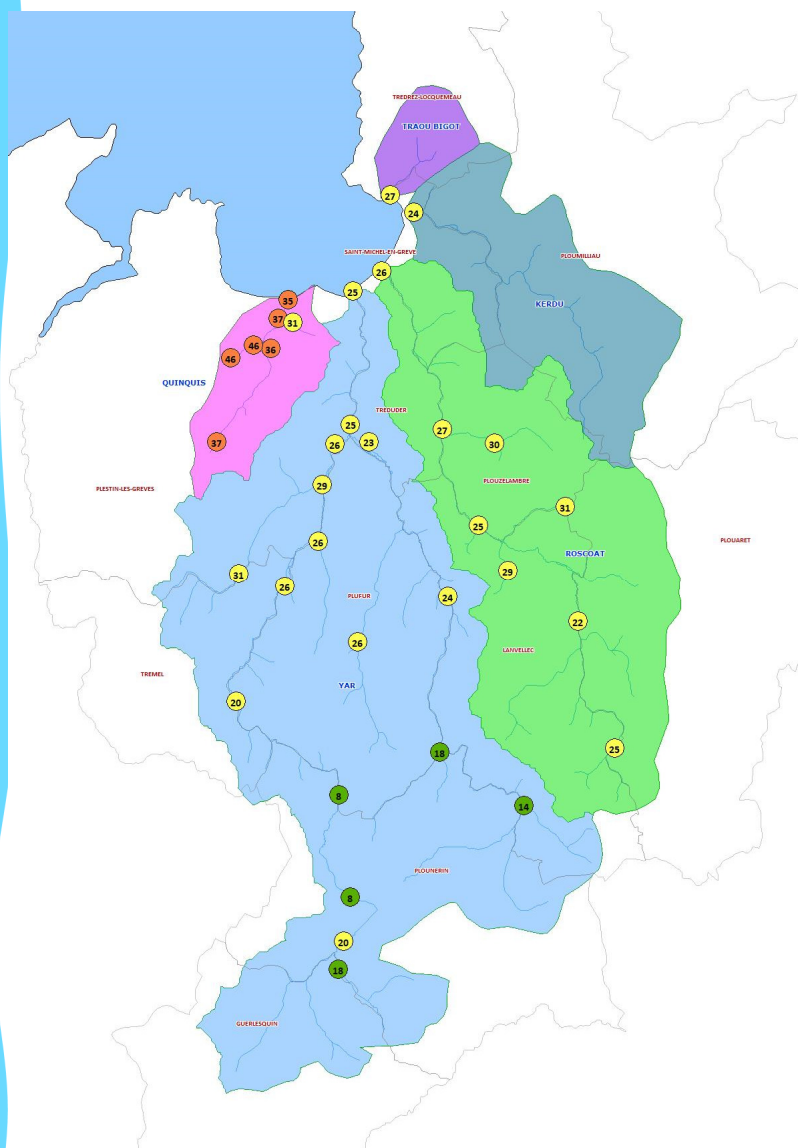 TREDREZ-LOCQUEMEAU
TRAOU BIGOT
27
24
SAINT-MICHEL-EN-GREVE
PLOUMILLIAU
26
25
35
KERDU
37
31
46
36
46
QUINQUIS
TREDUDER
25
27
26
23
30
37
29
PLOUZELAMBRE
PLESTIN-LES-GREVES
31
25
26
PLOUARET
ROSCOAT
31
29
26
PLUFUR
24
22
26
LANVELLEC
TREMEL
YAR
20
25
18
8
14
PLOUNERIN
8
20
18
GUERLESQUIN